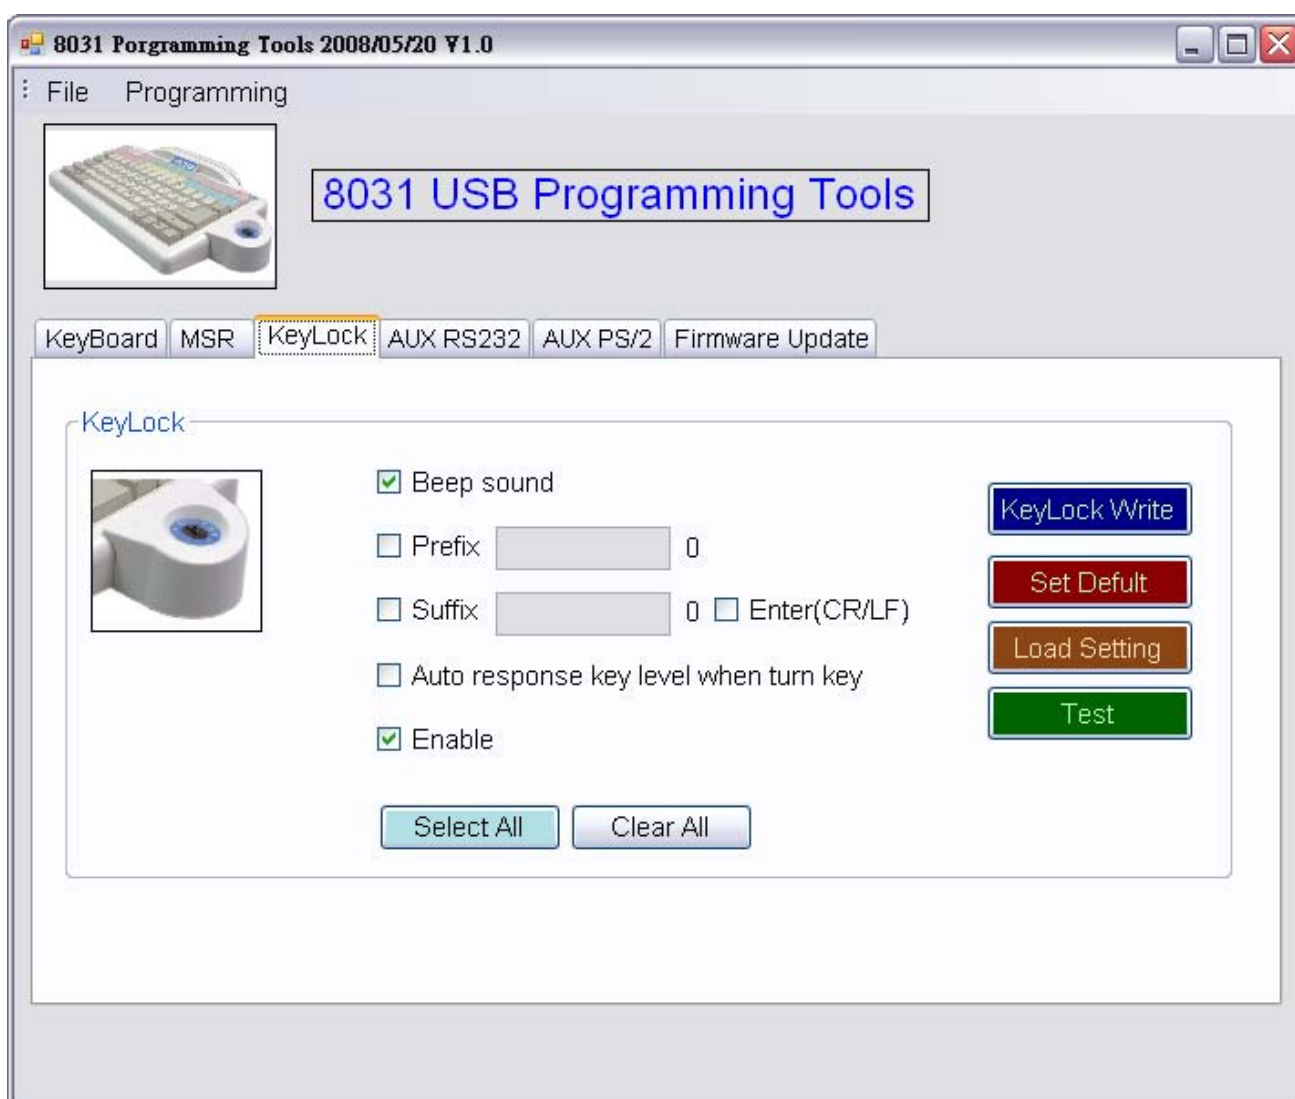 8031 Porgramming Tools 2008/05/20 V1.0
File Programming
8031 USB Programming Tools
KeyBoard MSR KeyLock AUX RS232 AUX PS/2 Firmware Update
KeyLock
Beep sound
KeyLock Write
Prefix 0
Set Defult
Suffix 0 Enter(CR/LF)
Load Setting
Auto response key level when turn key
Test
Enable
Select All Clear All